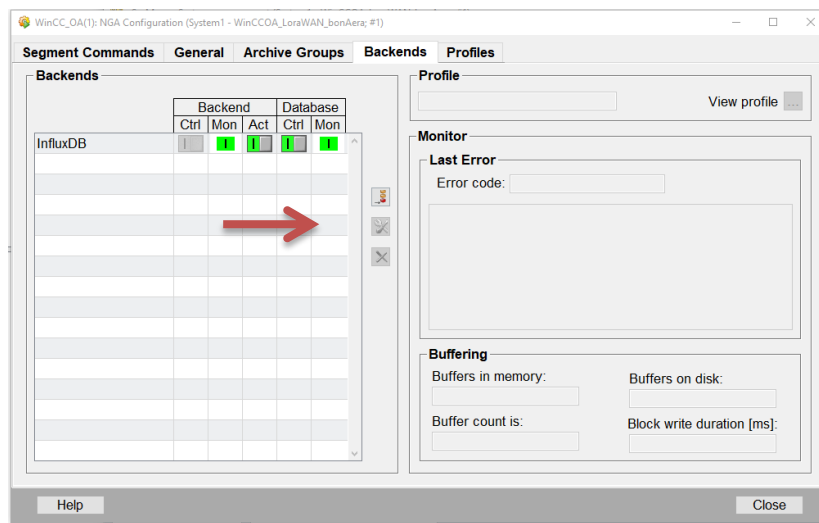 WinCC_OA(1): NGA Configuration (System1 - WinCCOA_LoraWAN_bonAera; #1)
Segment Commands General Archive Groups Backends Profiles
Backends
Backend Database
Ctrl Mon Act Ctrl Mon
InfluxDB
Profile
View profile ...
Monitor
Last Error
Error code:
Buffering
Buffers in memory:
Buffers on disk:
Buffer count is:
Block write duration [ms]:
Help
Close